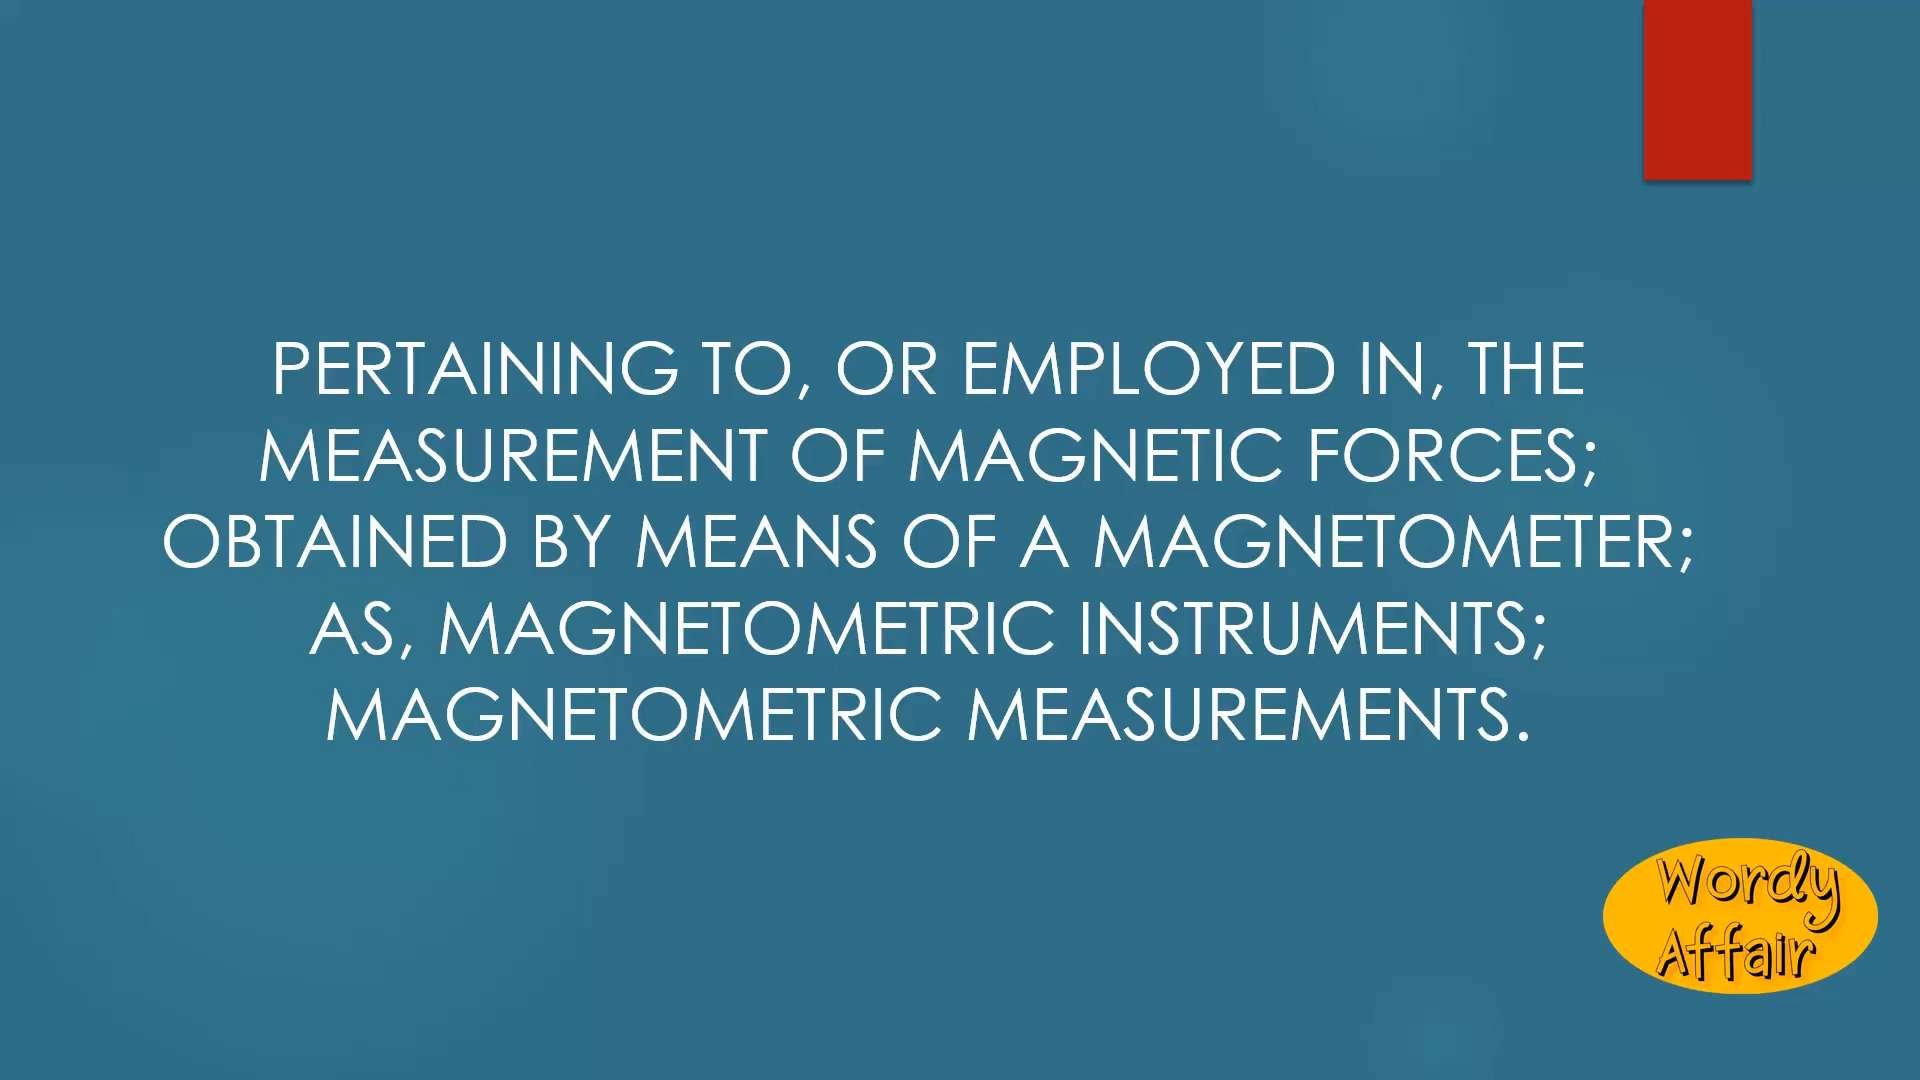 PERTAINING TO, OR EMPLOYED IN, THE
MEASUREMENT OF MAGNETIC FORCES;
OBTAINED BY MEANS OF A MAGNETOMETER;
AS, MAGNETOMETRIC INSTRUMENTS;
MAGNETOMETRIC MEASUREMENTS.
Wordy
Affair